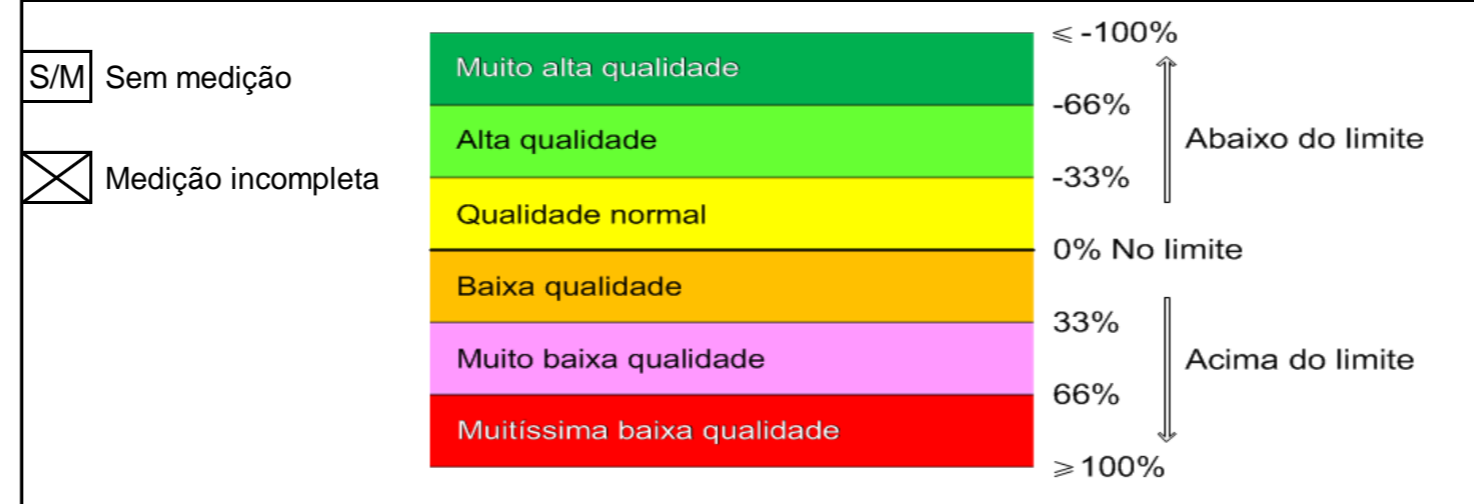 S/M Sem medição
Medição incompleta
Muito alta qualidade
Alta qualidade
Qualidade normal
Baixa qualidade
Muito baixa qualidade
Muitíssima baixa qualidade
⩽ -100%
-66%
-33%
0% No limite
33%
66%
⩾ 100%
Abaixo do limite
Acima do limite